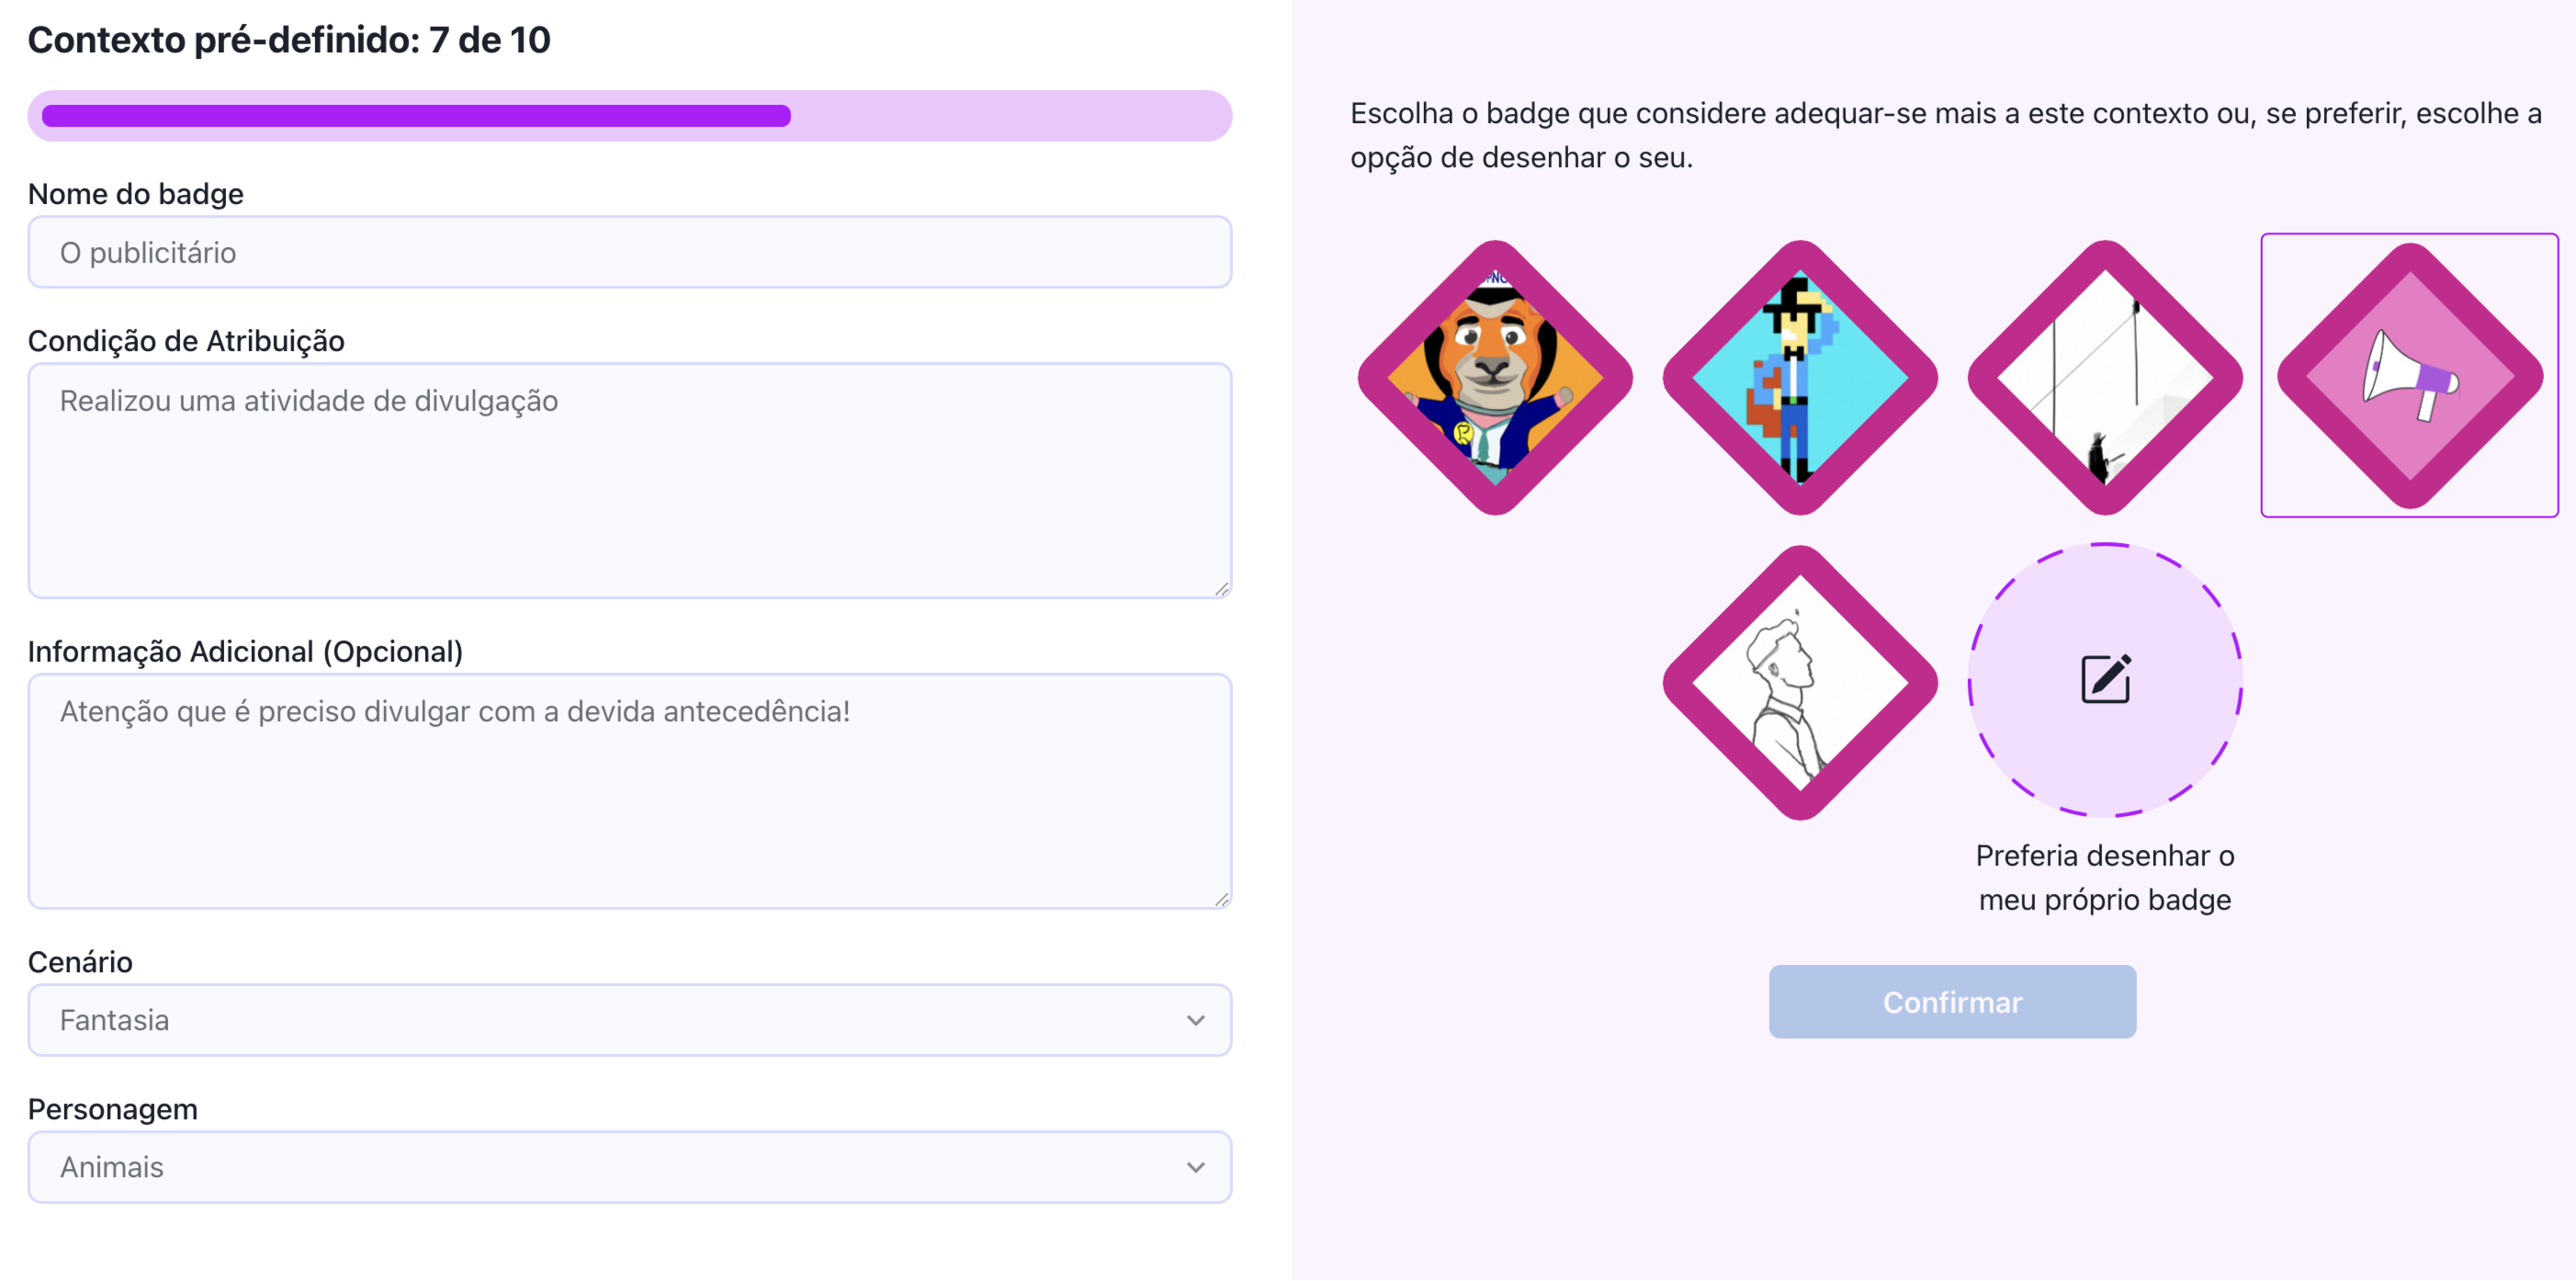 Contexto pré-definido: 7 de 10
Nome do badge
O publicitário
Condição de Atribuição
Realizou uma atividade de divulgação
Informação Adicional (Opcional)
Atenção que é preciso divulgar com a devida antecedência!
Cenário
Fantasia
Personagem
Animais
Escolha o badge que considere adequar-se mais a este contexto ou, se preferir, escolhe a
opção de desenhar o seu.
R
Preferia desenhar o
meu próprio badge
Confirmar